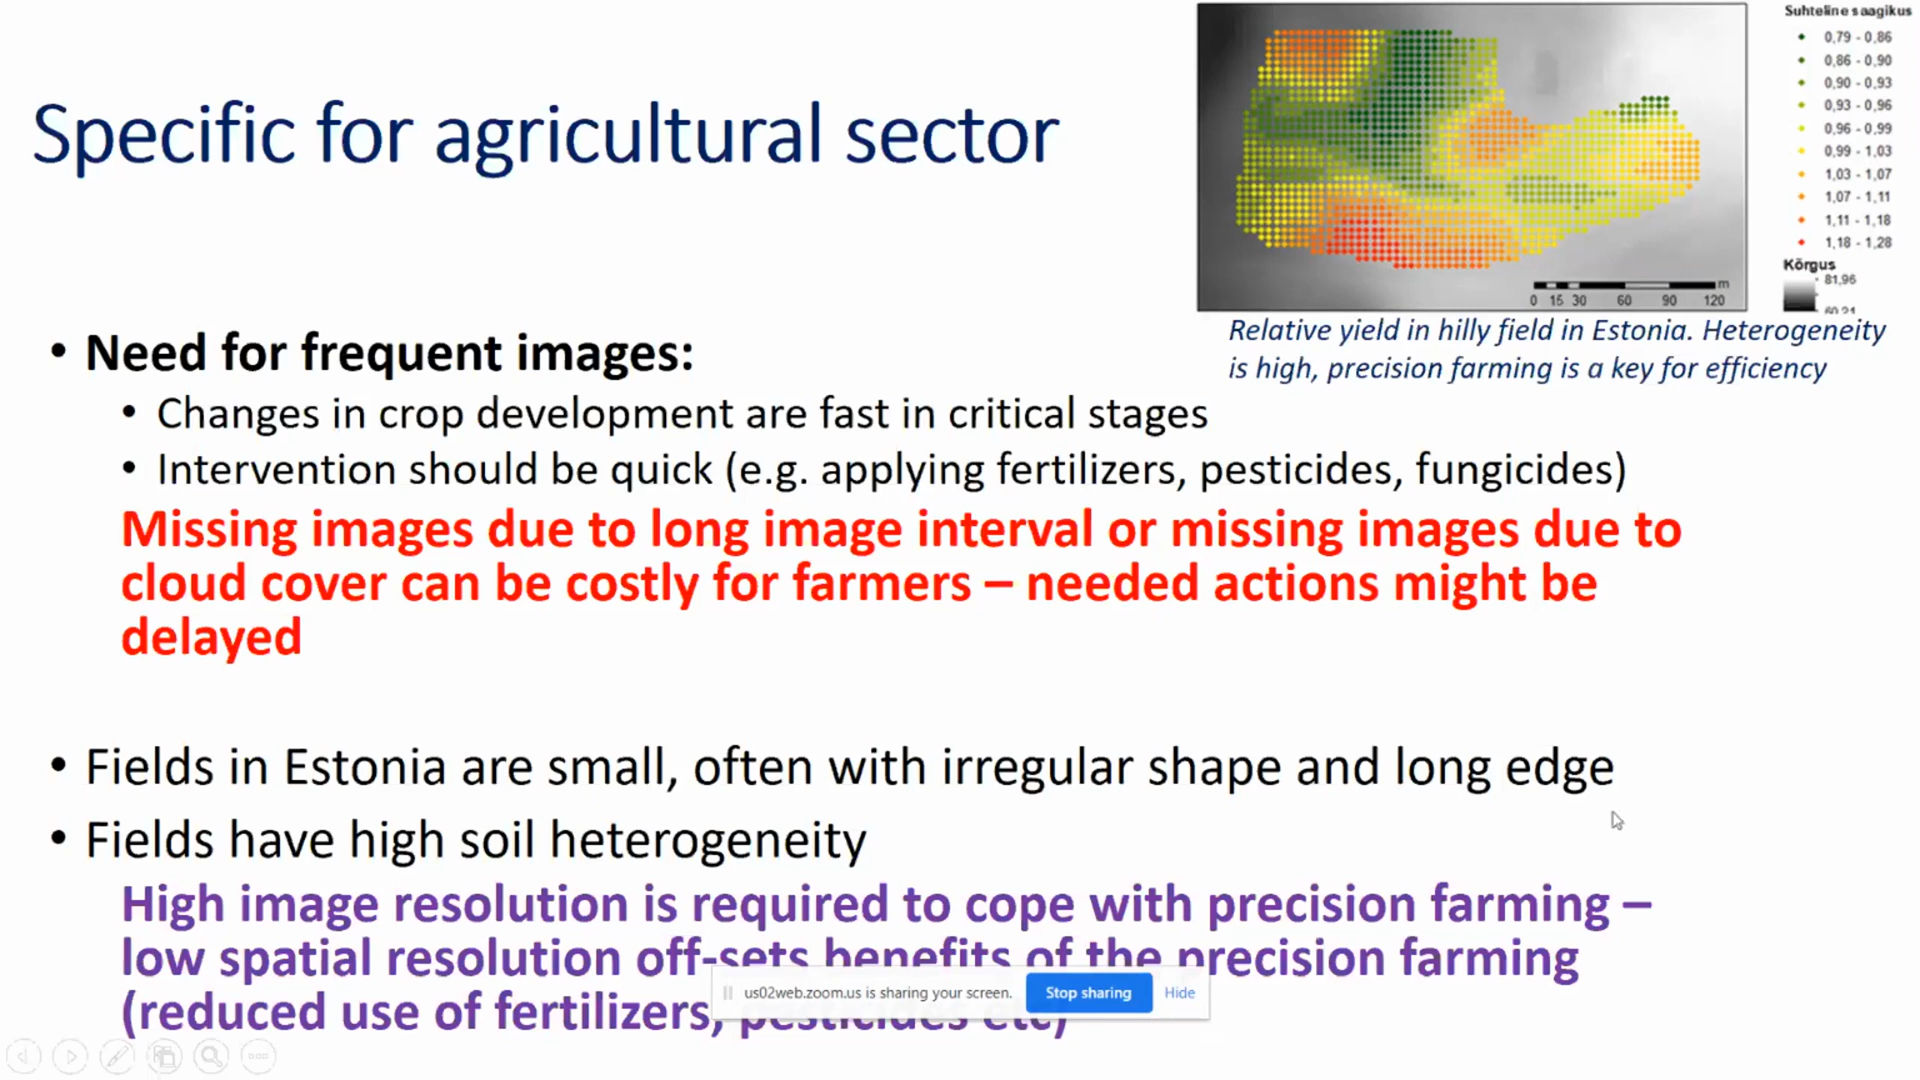 Specific for agricultural sector
Suhteline saagikus
0,79 - 0,86
0,86 - 0,90
0,90 - 0,93
0,93 - 0,96
0,96 - 0,99
0,99 - 1,03
1,03 - 1,07
1,07 - 1,11
1,11 - 1,18
1,18 - 1,28
Kõrgus
81,96
m
0 15 30 60 90 120
Relative yield in hilly field in Estonia. Heterogeneity
is high, precision farming is a key for efficiency
• Need for frequent images:
• Changes in crop development are fast in critical stages
• Intervention should be quick (e.g. applying fertilizers, pesticides, fungicides)
Missing images due to long image interval or missing images due to
cloud cover can be costly for farmers – needed actions might be
delayed
• Fields in Estonia are small, often with irregular shape and long edge
• Fields have high soil heterogeneity
High image resolution is required to cope with precision farming –
low spatial resolution off-sets benefits of the precision farming
(reduced use of fertilizers, pesticides etc)
us02web.zoom.us is sharing your screen. Stop sharing Hide